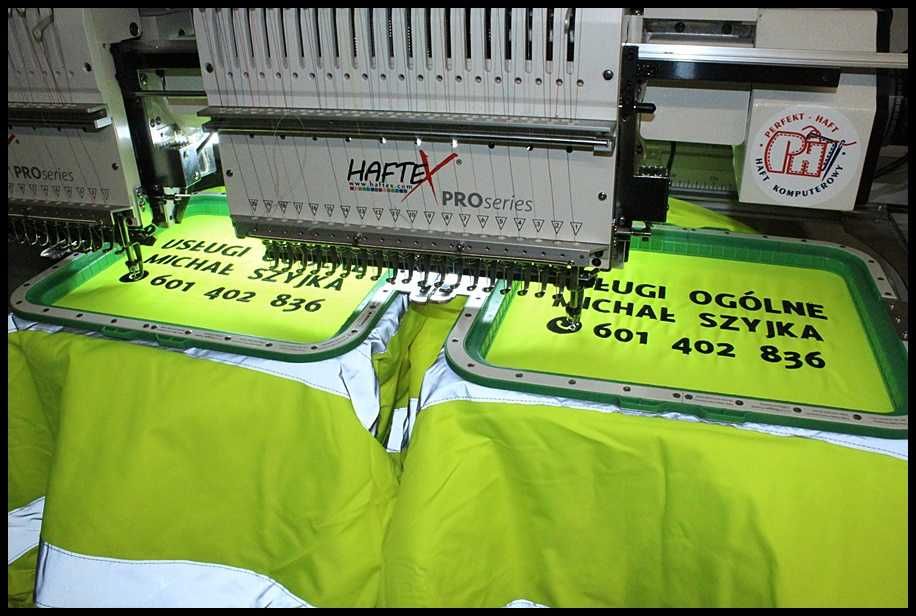 HAFTEX®
www.haftex.com
PROseries
PROseries
PERFEKT - HAFT
HAFT KOMPUTEROWY
USŁUGI
MICHAŁ SZYJKA
601 402 836
USŁUGI OGÓLNE
MICHAŁ SZYJKA
601 402 836